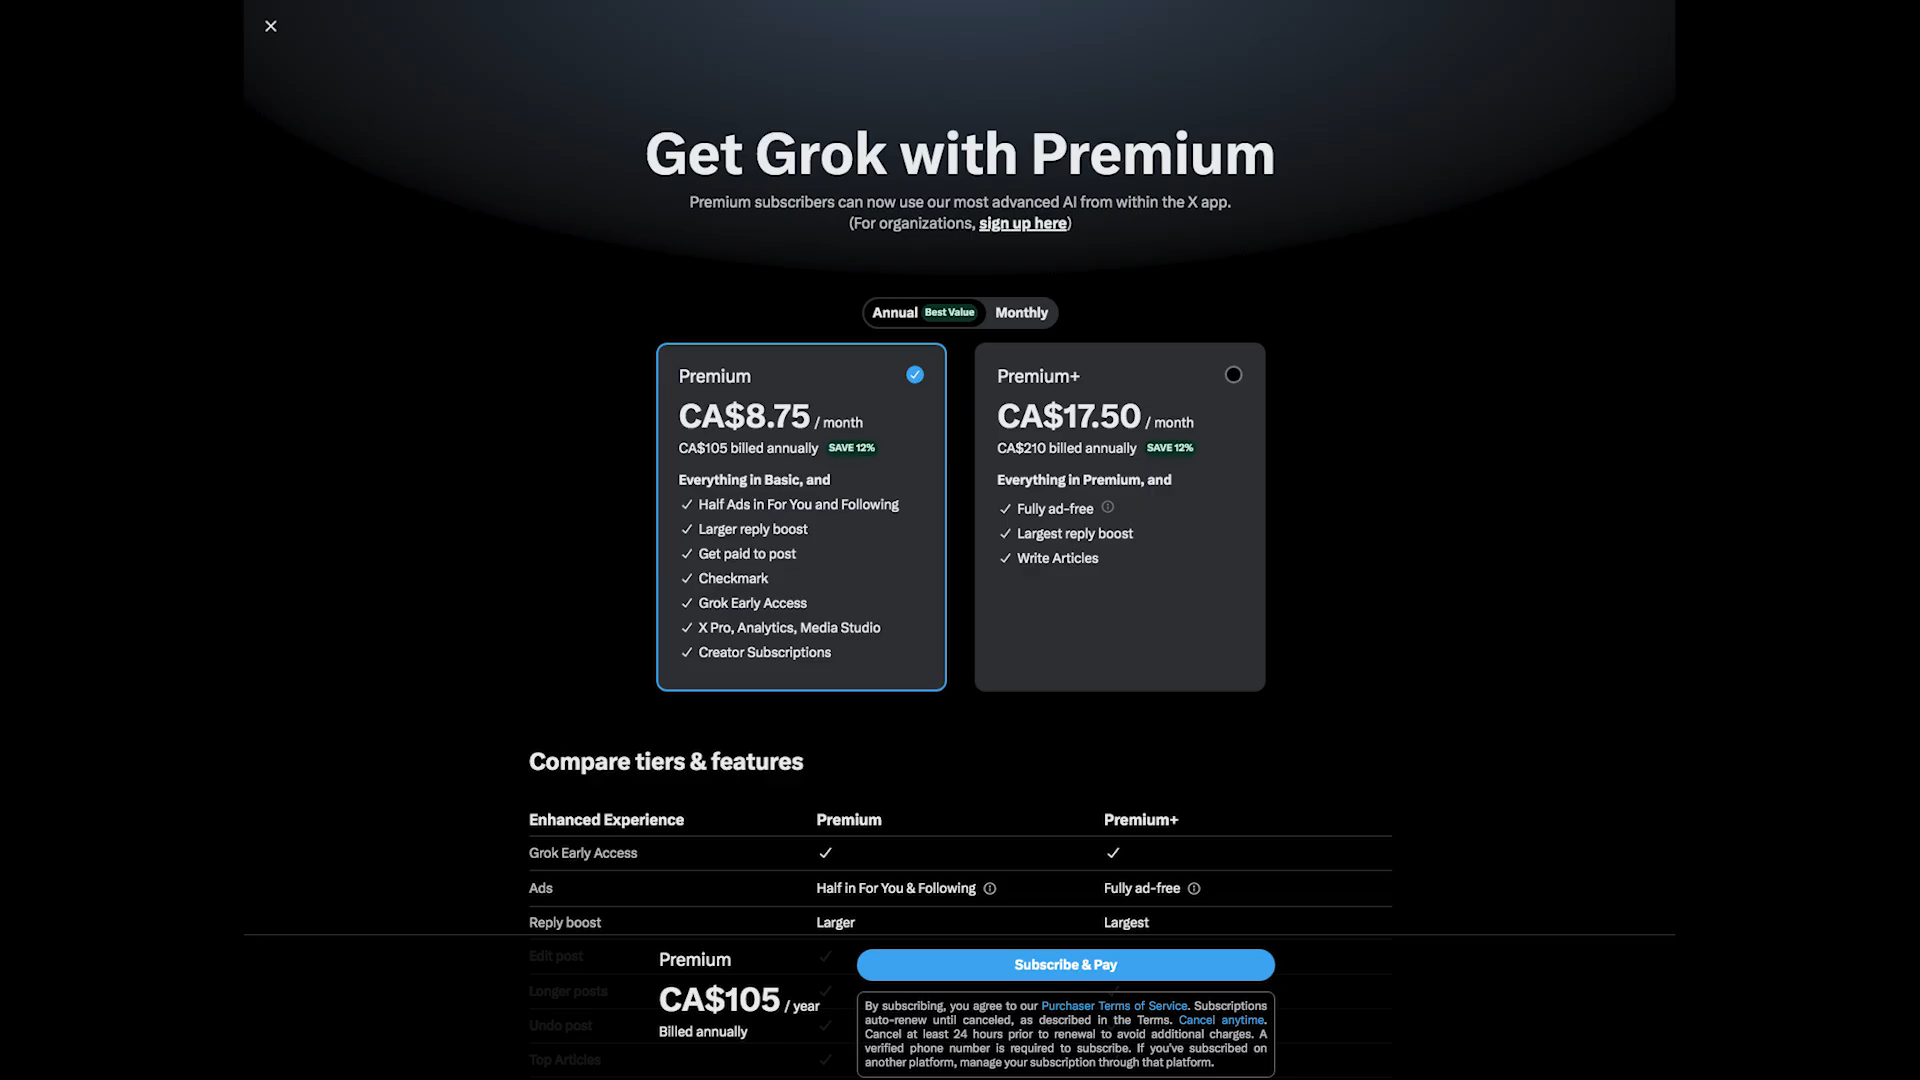 Get Grok with Premium
Premium subscribers can now use our most advanced AI from within the X app.
(For organizations, sign up here)
Annual Best Value Monthly
Premium
CA$8.75 / month
CA$105 billed annually SAVE 12%
Everything in Basic, and
Half Ads in For You and Following
Larger reply boost
Get paid to post
Checkmark
Grok Early Access
X Pro, Analytics, Media Studio
Creator Subscriptions
Premium+
CA$17.50 / month
CA$210 billed annually SAVE 12%
Everything in Premium, and
Fully ad-free
Largest reply boost
Write Articles
Compare tiers & features
Enhanced Experience Premium Premium+
Grok Early Access
Ads Half in For You & Following Fully ad-free
Reply boost Larger Largest
Edit post
Longer posts
Undo post
Top Articles
Premium
CA$105 / year
Billed annually
Subscribe & Pay
By subscribing, you agree to our Purchaser Terms of Service. Subscriptions
auto-renew until canceled, as described in the Terms. Cancel anytime.
Cancel at least 24 hours prior to renewal to avoid additional charges. A
verified phone number is required to subscribe. If you've subscribed on
another platform, manage your subscription through that platform.